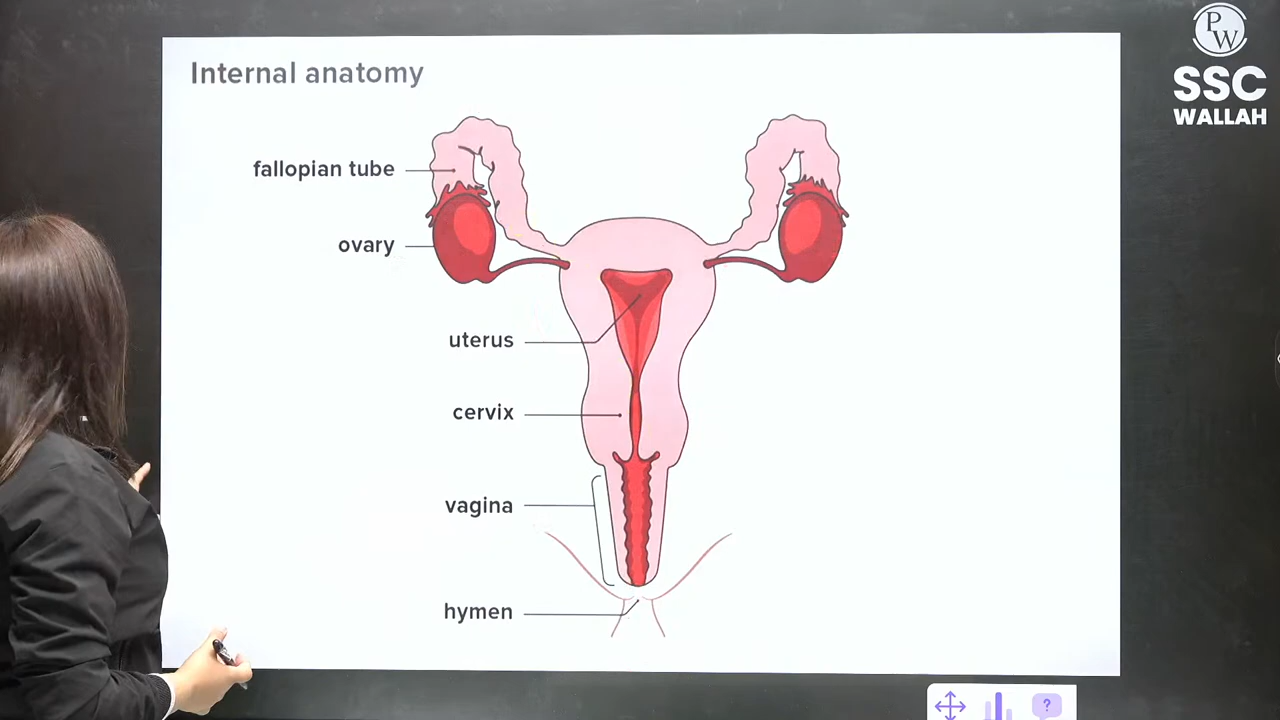 Internal anatomy
fallopian tube
ovary
uterus
cervix
vagina
hymen
PW
SSC
WALLAH
?